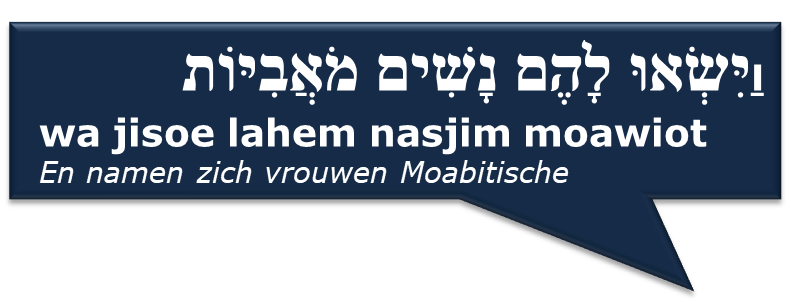 וַיִּשְׂאוּ לָהֶם נָשִׁים מֹאֲבִיּוֹת
wa jisoe lahem nasjim moawiot
En namen zich vrouwen Moabitische